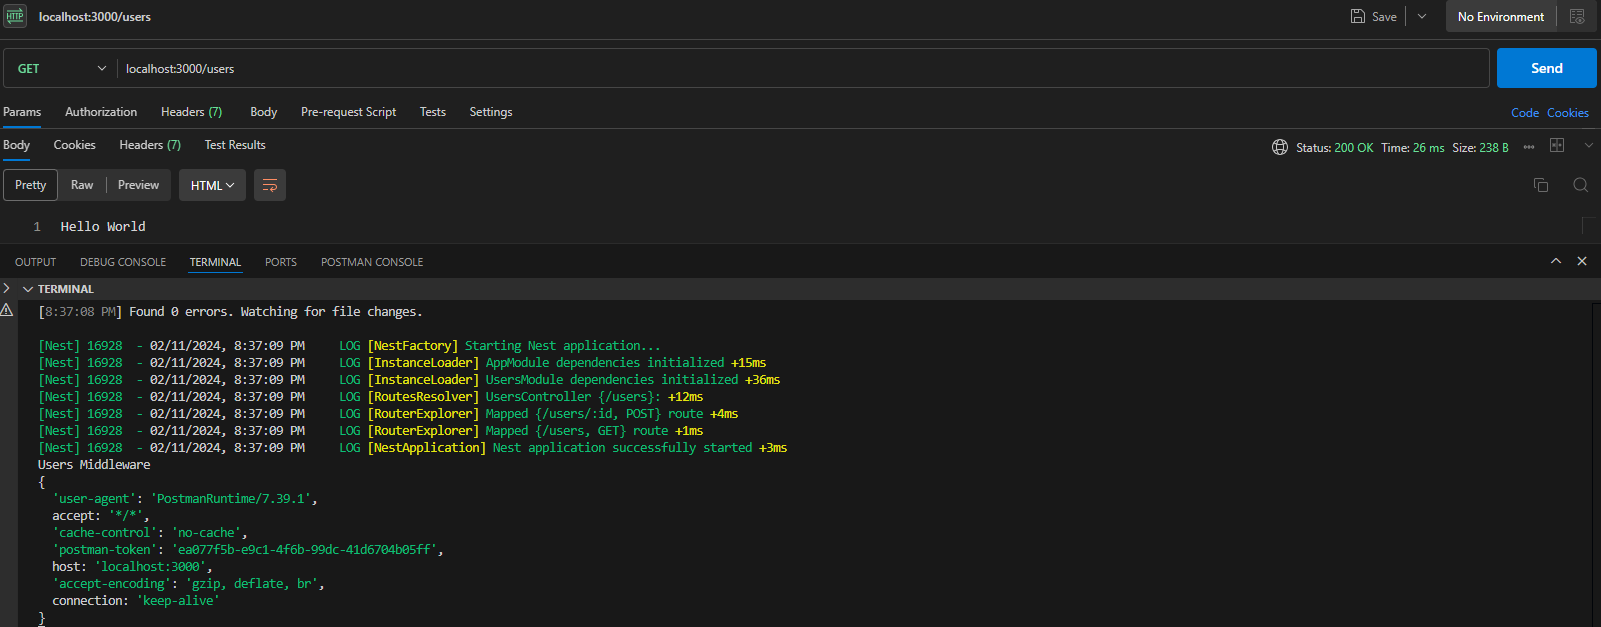 HTTP localhost:3000/users Save No Environment
GET localhost:3000/users Send
Params Authorization Headers (7) Body Pre-request Script Tests Settings Code Cookies
Body Cookies Headers (7) Test Results Status: 200 OK Time: 26 ms Size: 238 B
Pretty Raw Preview HTML
1 Hello World
OUTPUT DEBUG CONSOLE TERMINAL PORTS POSTMAN CONSOLE
TERMINAL
[8:37:08 PM] Found 0 errors. Watching for file changes.
[Nest] 16928  - 02/11/2024, 8:37:09 PM     LOG [NestFactory] Starting Nest application...
[Nest] 16928  - 02/11/2024, 8:37:09 PM     LOG [InstanceLoader] AppModule dependencies initialized +15ms
[Nest] 16928  - 02/11/2024, 8:37:09 PM     LOG [InstanceLoader] UsersModule dependencies initialized +36ms
[Nest] 16928  - 02/11/2024, 8:37:09 PM     LOG [RoutesResolver] UsersController {/users}: +12ms
[Nest] 16928  - 02/11/2024, 8:37:09 PM     LOG [RouterExplorer] Mapped {/users/:id, POST} route +4ms
[Nest] 16928  - 02/11/2024, 8:37:09 PM     LOG [RouterExplorer] Mapped {/users, GET} route +1ms
[Nest] 16928  - 02/11/2024, 8:37:09 PM     LOG [NestApplication] Nest application successfully started +3ms
Users Middleware
{
  'user-agent': 'PostmanRuntime/7.39.1',
  accept: '*/*',
  'cache-control': 'no-cache',
  'postman-token': 'ea077f5b-e9c1-4f6b-99dc-41d6704b05ff',
  host: 'localhost:3000',
  'accept-encoding': 'gzip, deflate, br',
  connection: 'keep-alive'
}